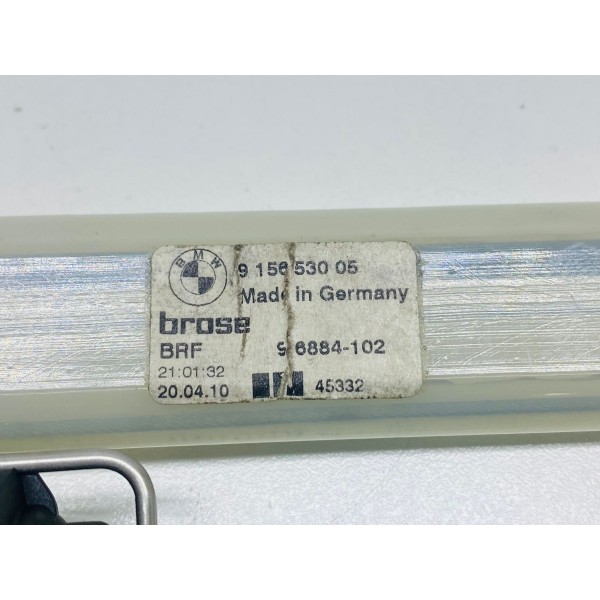 BMW
9 156 530 05
Made in Germany
brose
BRF 9 6884-102
21:01:32
20.04.10 45332